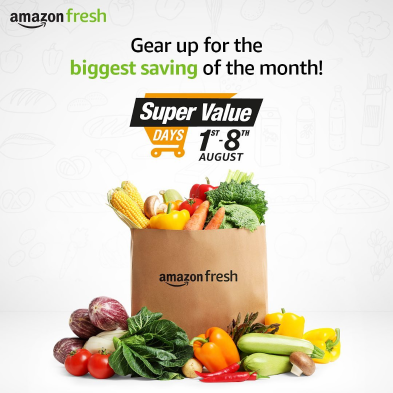 amazon fresh
Gear up for the
biggest saving of the month!
Super Value
DAYS 1ST-8TH
AUGUST
amazon fresh